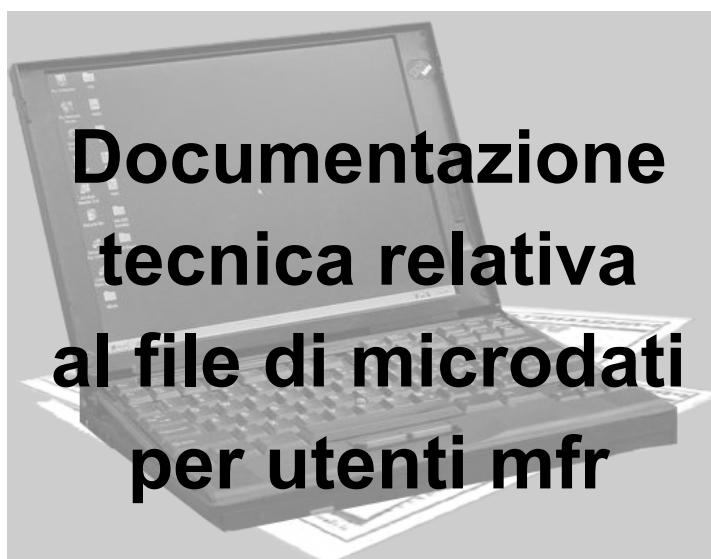 Documentazione
tecnica relativa
al file di microdati
per utenti mfr